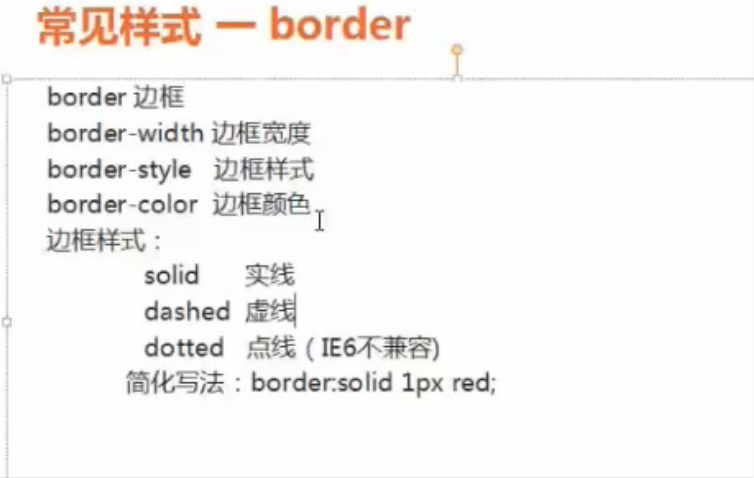 常见样式 — border
border 边框
border-width 边框宽度
border-style 边框样式
border-color 边框颜色
边框样式：
solid 实线
dashed 虚线
dotted 点线（IE6不兼容)
简化写法：border:solid 1px red;